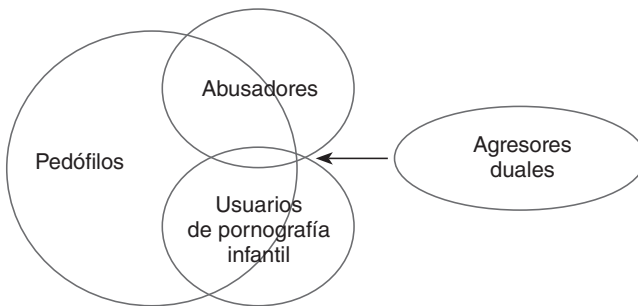 Abusadores
Pedófilos
Agresores
duales
Usuarios
de pornografía
infantil